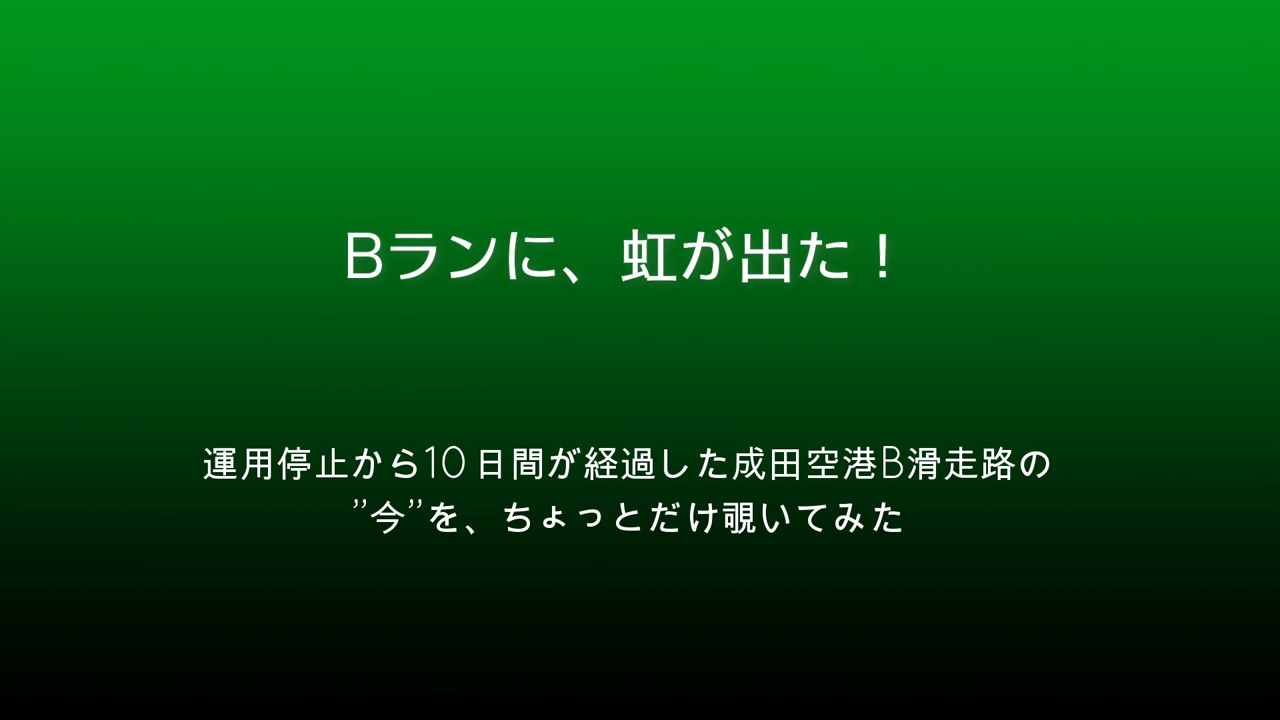 Bランに、虹が出た！
運用停止から10日間が経過した成田空港B滑走路の
”今”を、ちょっとだけ覗いてみた